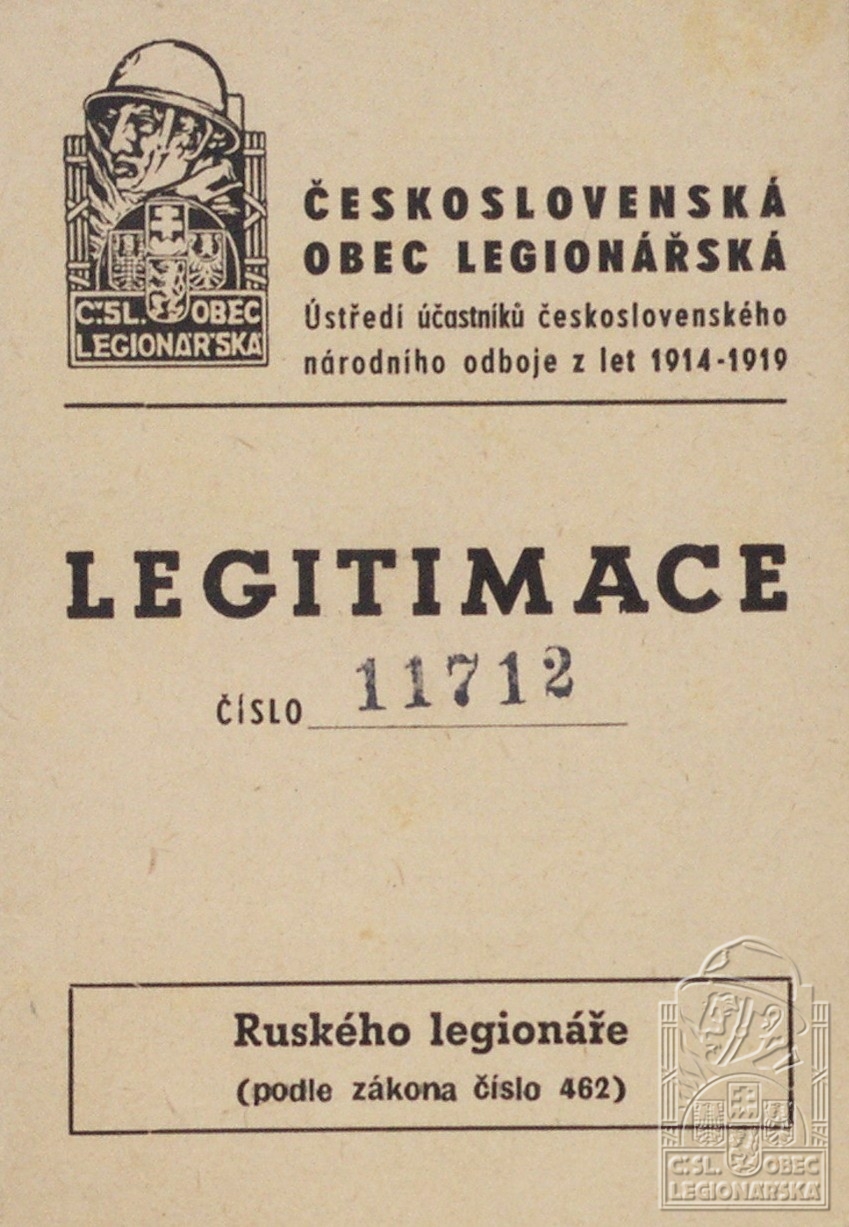 ČESKOSLOVENSKÁ
OBEC LEGIONÁŘSKÁ
Ústředí účastníků československého
národního odboje z let 1914-1919
Č.SL. OBEC
LEGIONÁŘSKÁ
LEGITIMACE
ČÍSLO 11712
Ruského legionáře
(podle zákona číslo 462)
Č.SL. OBEC
LEGIONÁŘSKÁ